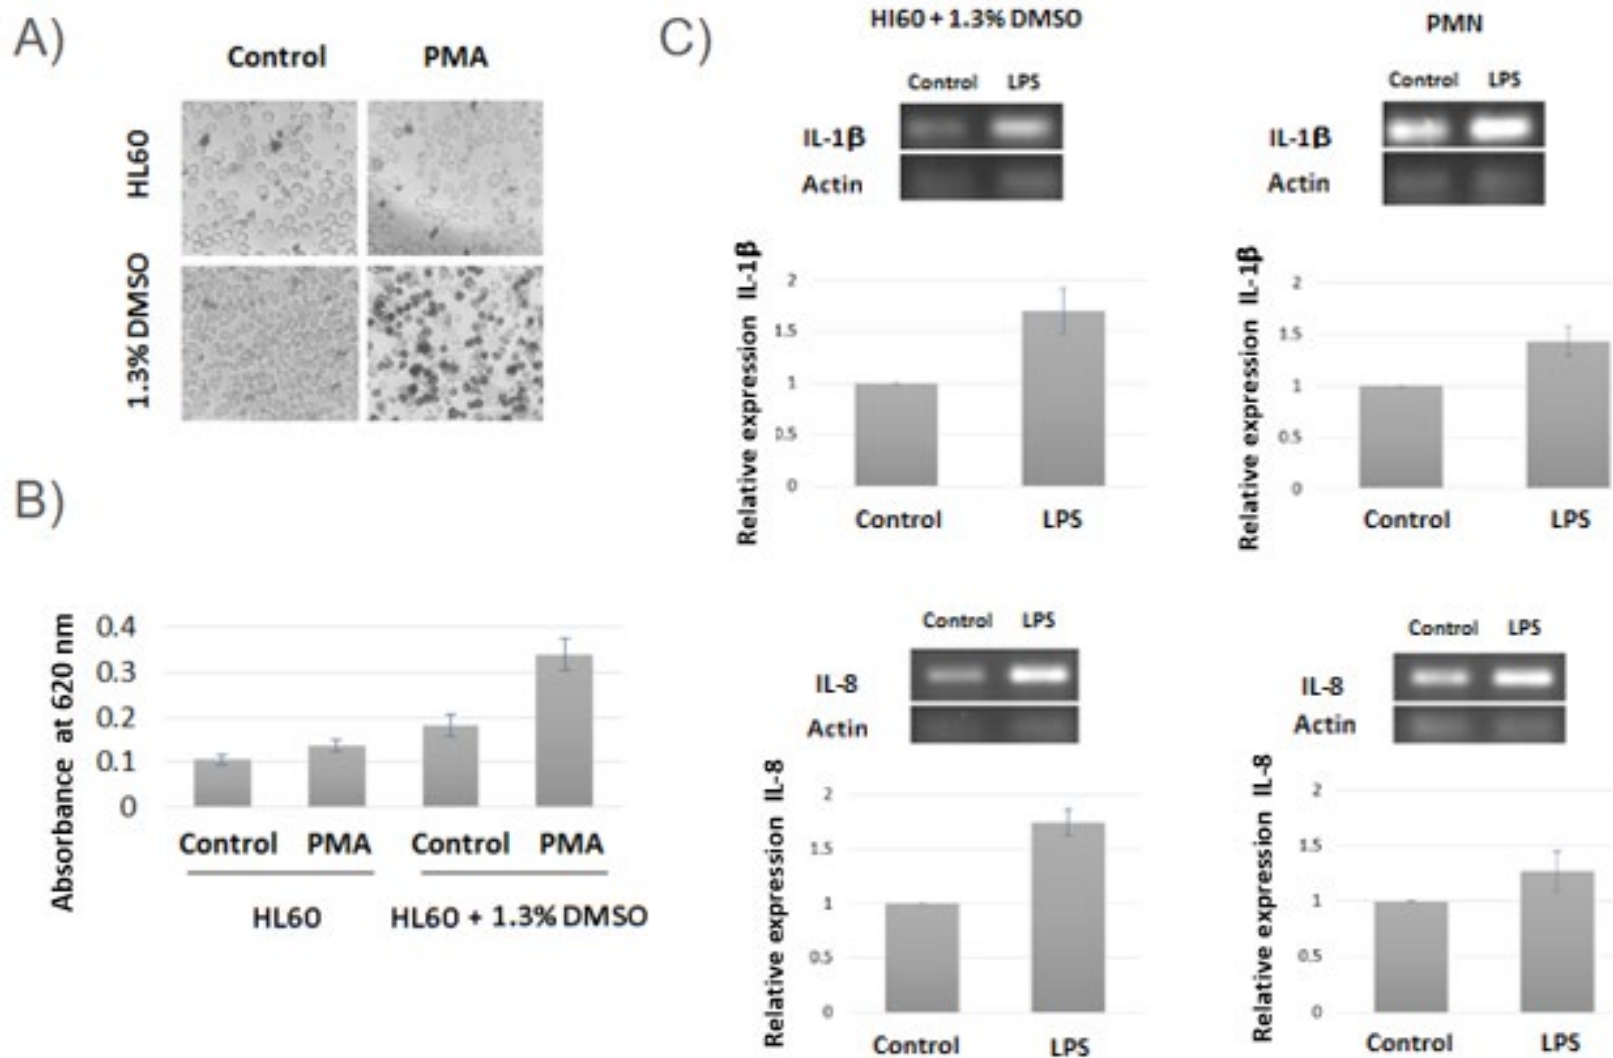 A)
Control PMA
HL60
1.3% DMSO
B)
Absorbance at 620 nm
0.4
0.3
0.2
0.1
0
Control PMA Control PMA
HL60 HL60 + 1.3% DMSO
C)
HI60 + 1.3% DMSO
Control LPS
IL-1β
Actin
Relative expression IL-1β
2
1.5
1
0.5
0
Control LPS
PMN
Control LPS
IL-1β
Actin
Relative expression IL-1β
2
1.5
1
0.5
0
Control LPS
Control LPS
IL-8
Actin
Relative expression IL-8
2
1.5
1
0.5
0
Control LPS
Control LPS
IL-8
Actin
Relative expression IL-8
2
1.5
1
0.5
0
Control LPS